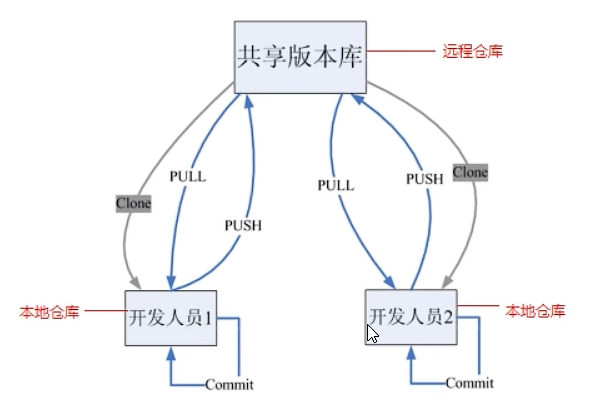 共享版本库
远程仓库
PULL
PUSH
Clone
PULL
PUSH
Clone
本地仓库
开发人员1
开发人员2
本地仓库
Commit
Commit